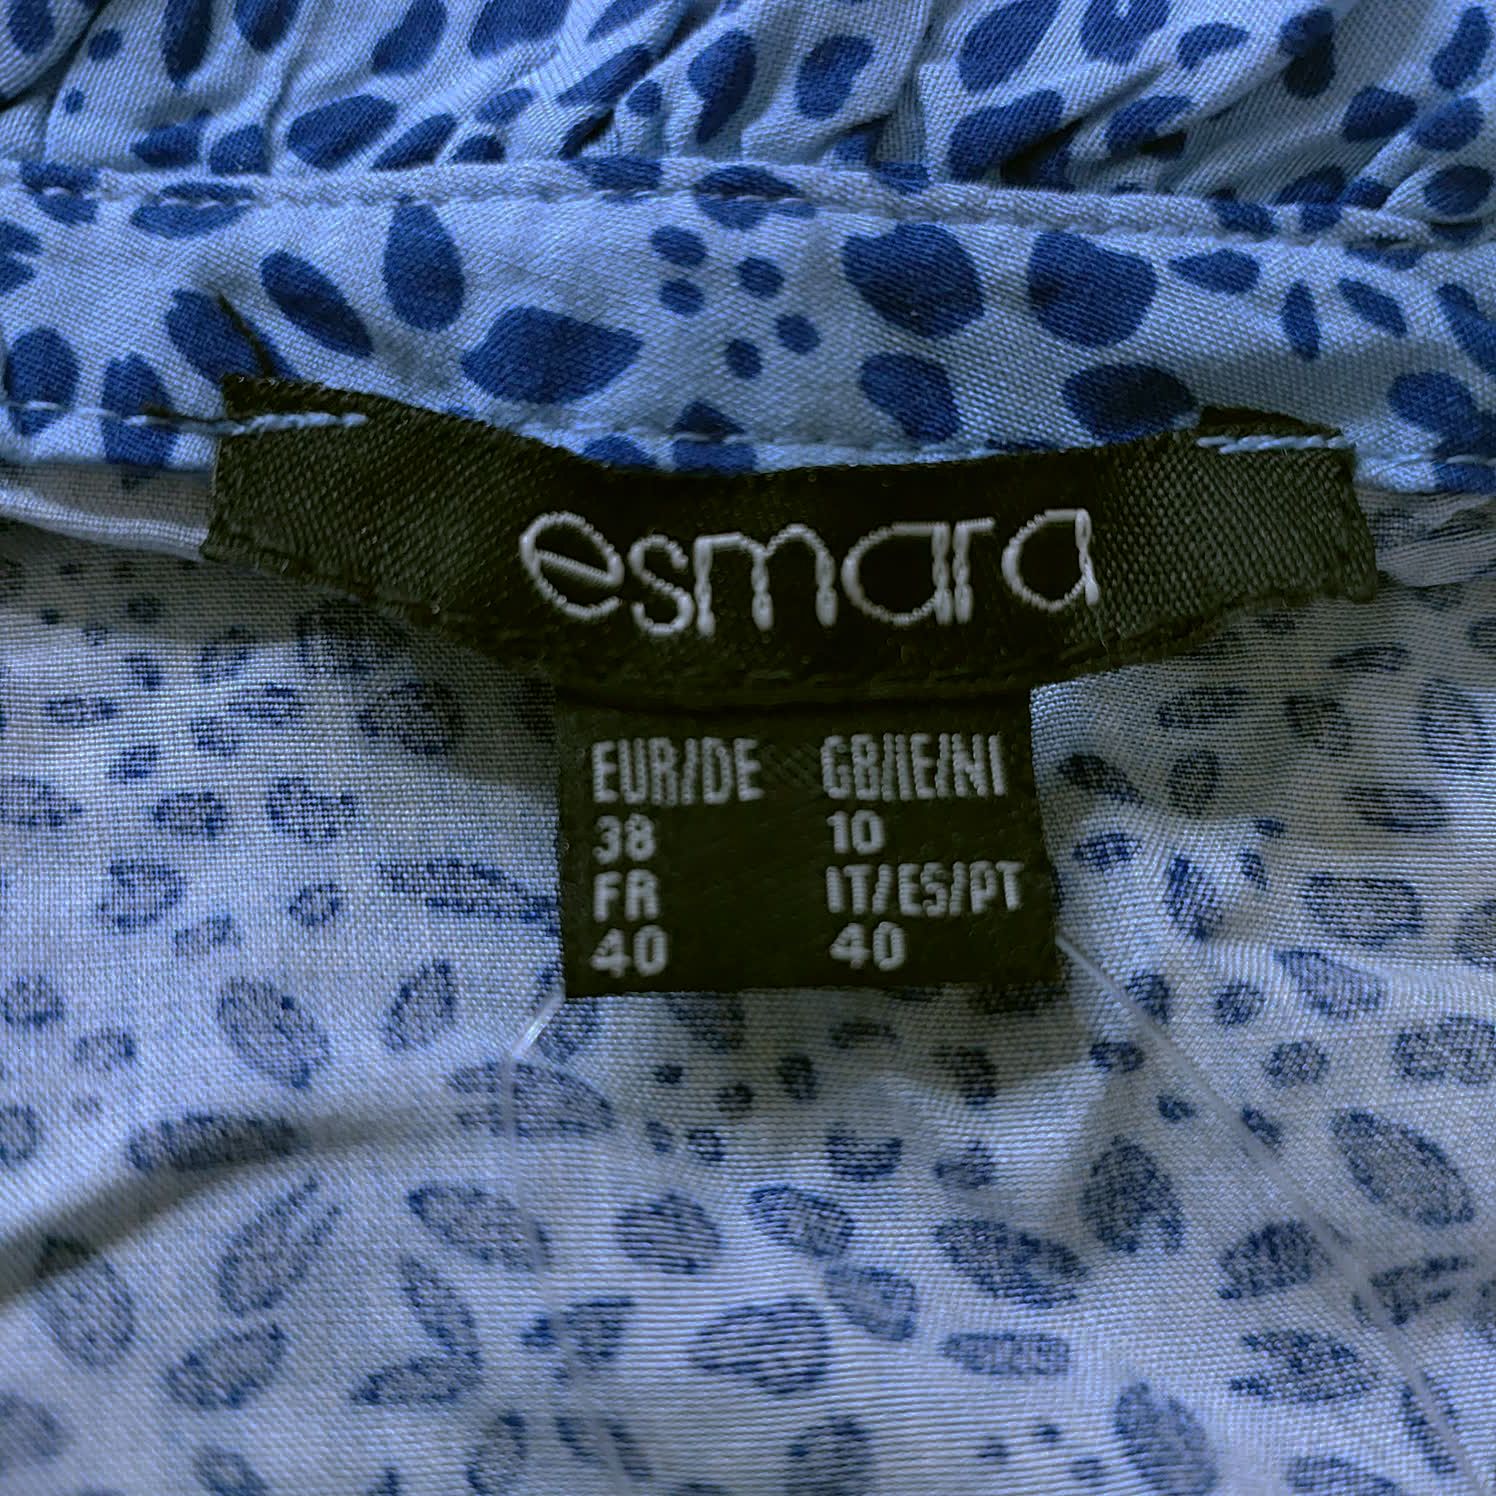 esmara
EUR/DE GB/IE/NI
38 10
FR IT/ES/PT
40 40